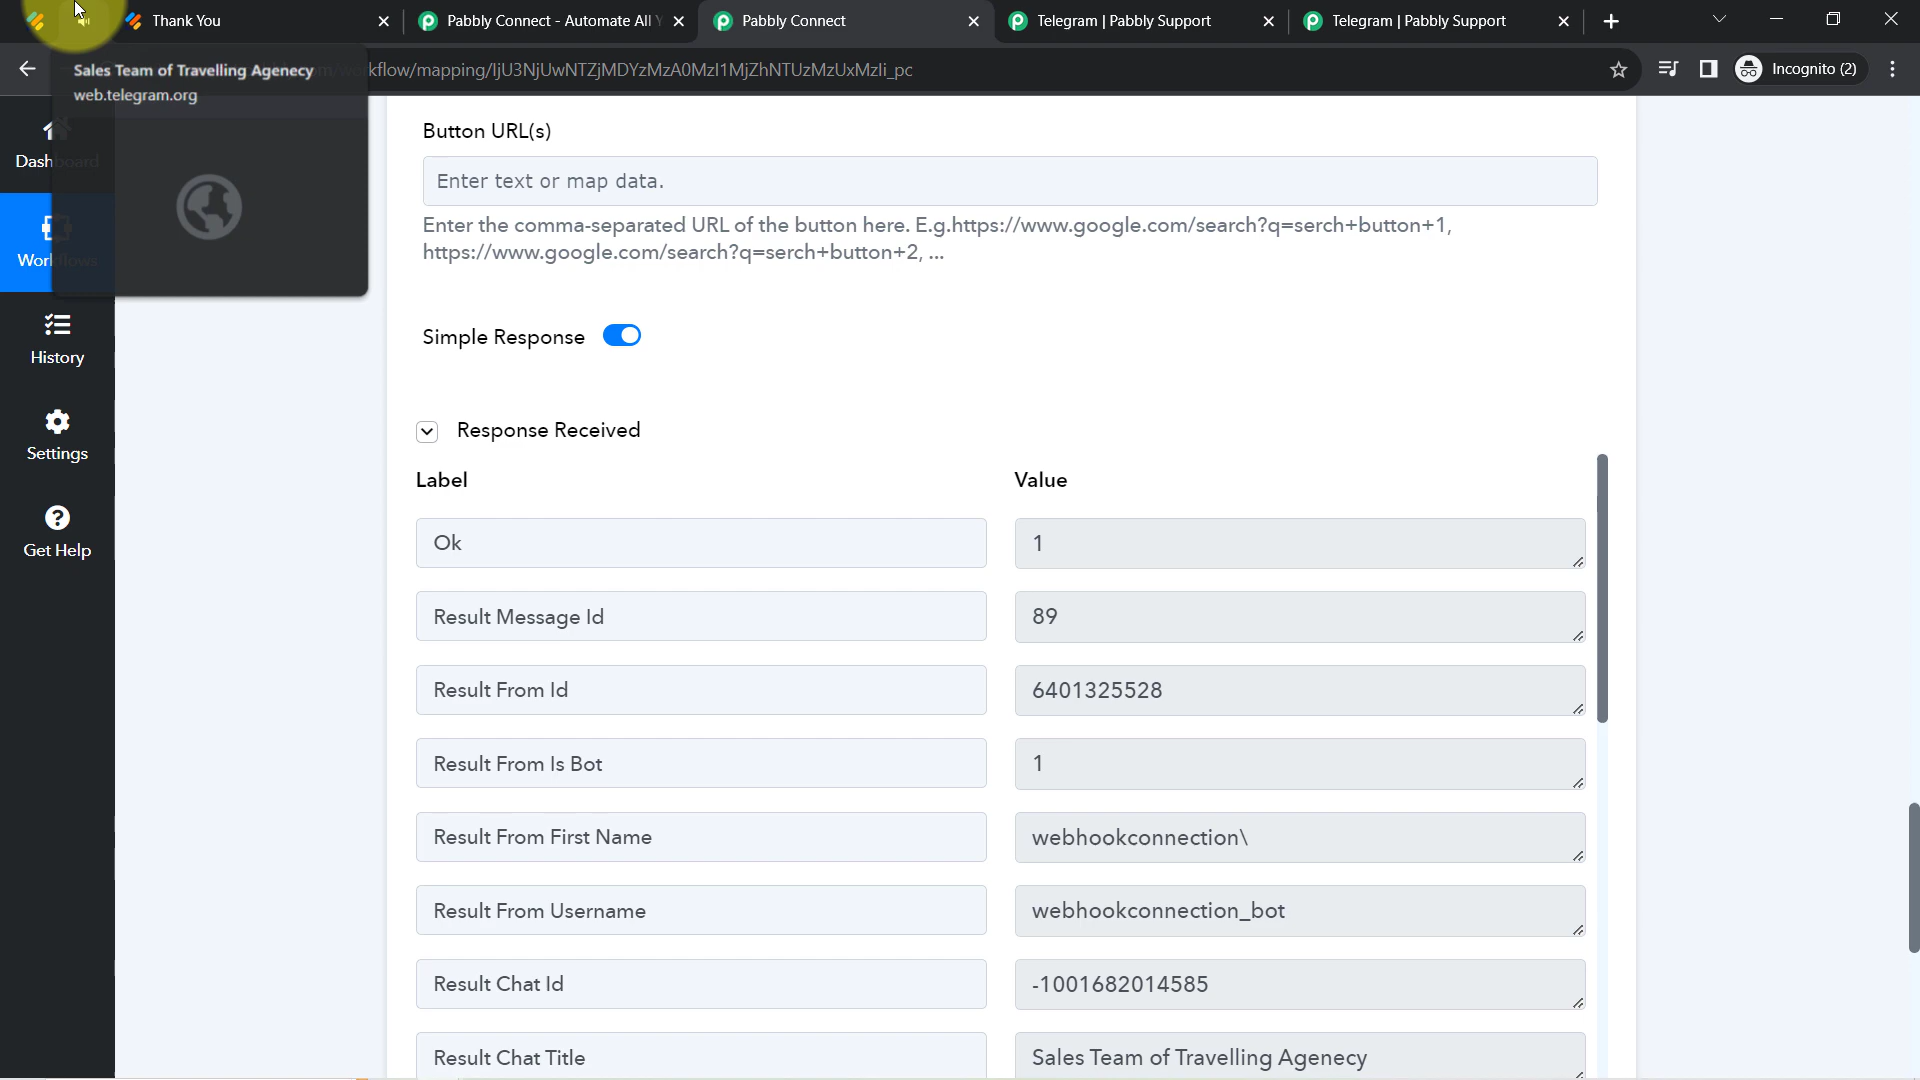 Thank You
Pabbly Connect - Automate All Y
Pabbly Connect
Telegram | Pabbly Support
Telegram | Pabbly Support
Sales Team of Travelling Agenecy
web.telegram.org
kflow/mapping/IjU3NjUwNTZjMDYzMzA0MzI1MjZhNTUzMzUxMzIi_pc
Incognito (2)
Dashboard
Workflows
History
Settings
Get Help
Button URL(s)
Enter text or map data.
Enter the comma-separated URL of the button here. E.g.https://www.google.com/search?q=serch+button+1,
https://www.google.com/search?q=serch+button+2, ...
Simple Response
Response Received
Label
Value
Ok
1
Result Message Id
89
Result From Id
6401325528
Result From Is Bot
1
Result From First Name
webhookconnection\
Result From Username
webhookconnection_bot
Result Chat Id
-1001682014585
Result Chat Title
Sales Team of Travelling Agenecy